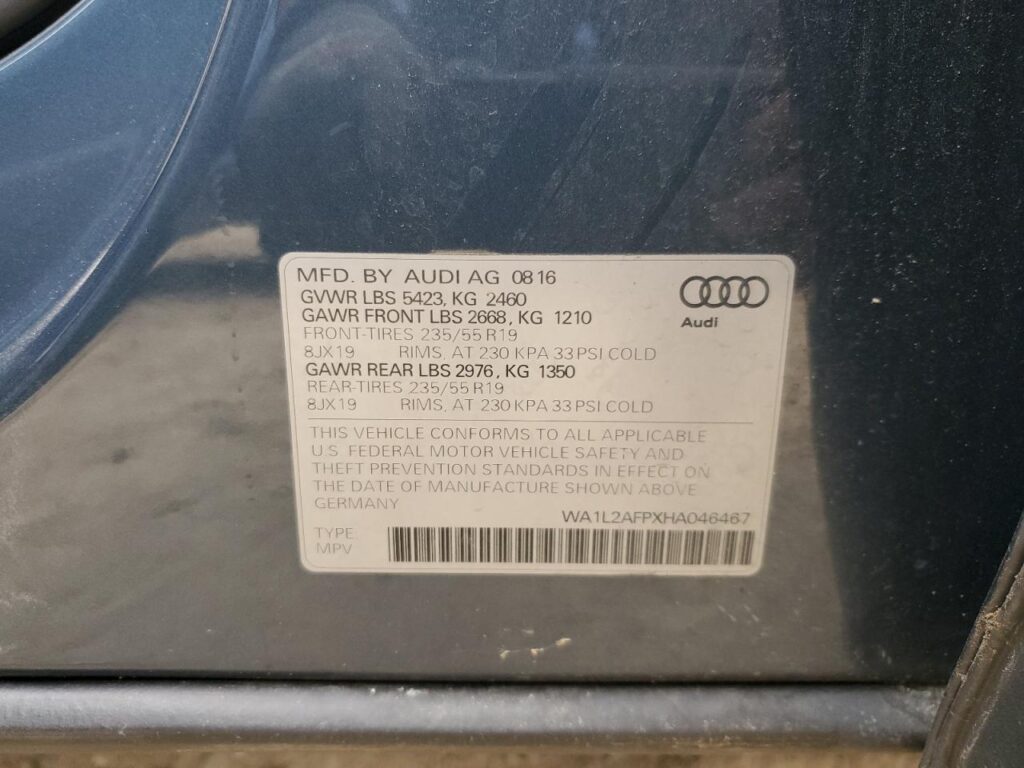 MFD. BY AUDI AG 08 16
GVWR LBS 5423, KG 2460
GAWR FRONT LBS 2668, KG 1210
FRONT-TIRES 235/55 R19
8JX19 RIMS, AT 230 KPA 33 PSI COLD
GAWR REAR LBS 2976, KG 1350
REAR-TIRES 235/55 R19
8JX19 RIMS, AT 230 KPA 33 PSI COLD
Audi
THIS VEHICLE CONFORMS TO ALL APPLICABLE
U.S. FEDERAL MOTOR VEHICLE SAFETY AND
THEFT PREVENTION STANDARDS IN EFFECT ON
THE DATE OF MANUFACTURE SHOWN ABOVE
GERMANY
WA1L2AFPXHA046467
TYPE:
MPV